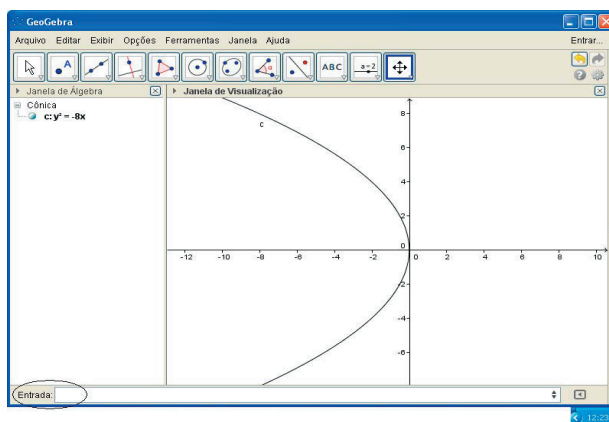 GeoGebra
Arquivo Editar Exibir Opções Ferramentas Janela Ajuda Entrar...
ABC a=2
Janela de Álgebra Janela de Visualização
Cônica
c: y² = -8x
c
8
6
4
2
0
-12 -10 -8 -6 -4 -2 0 2 4 6 8 10
-2
-4
-6
Entrada:
12:23